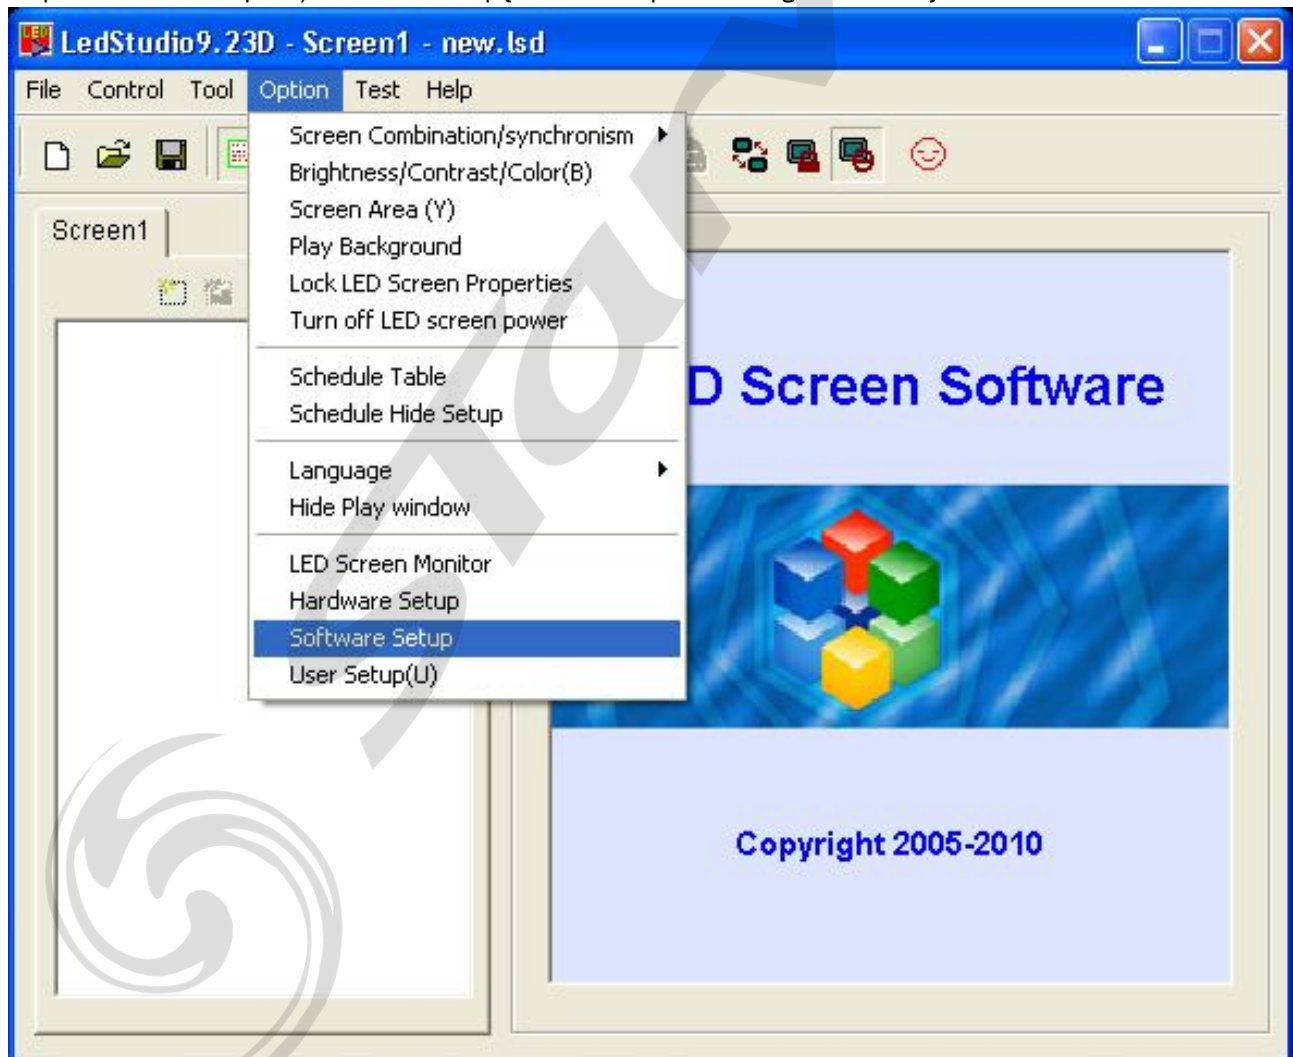 LedStudio9.23D - Screen1 - new.lsd
File Control Tool Option Test Help
Screen Combination/synchronism
Brightness/Contrast/Color(B)
Screen Area (Y)
Play Background
Lock LED Screen Properties
Turn off LED screen power
Schedule Table
Schedule Hide Setup
Language
Hide Play window
LED Screen Monitor
Hardware Setup
Software Setup
User Setup(U)
Screen1
D Screen Software
Copyright 2005-2010